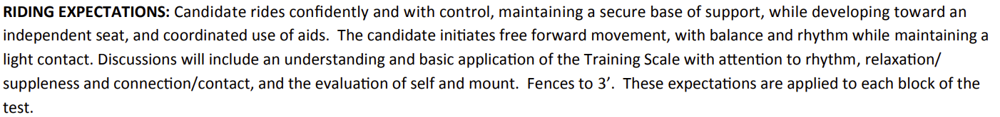 RIDING EXPECTATIONS: Candidate rides confidently and with control, maintaining a secure base of support, while developing toward an
independent seat, and coordinated use of aids.  The candidate initiates free forward movement, with balance and rhythm while maintaining a
light contact. Discussions will include an understanding and basic application of the Training Scale with attention to rhythm, relaxation/
suppleness and connection/contact, and the evaluation of self and mount.  Fences to 3’.  These expectations are applied to each block of the
test.